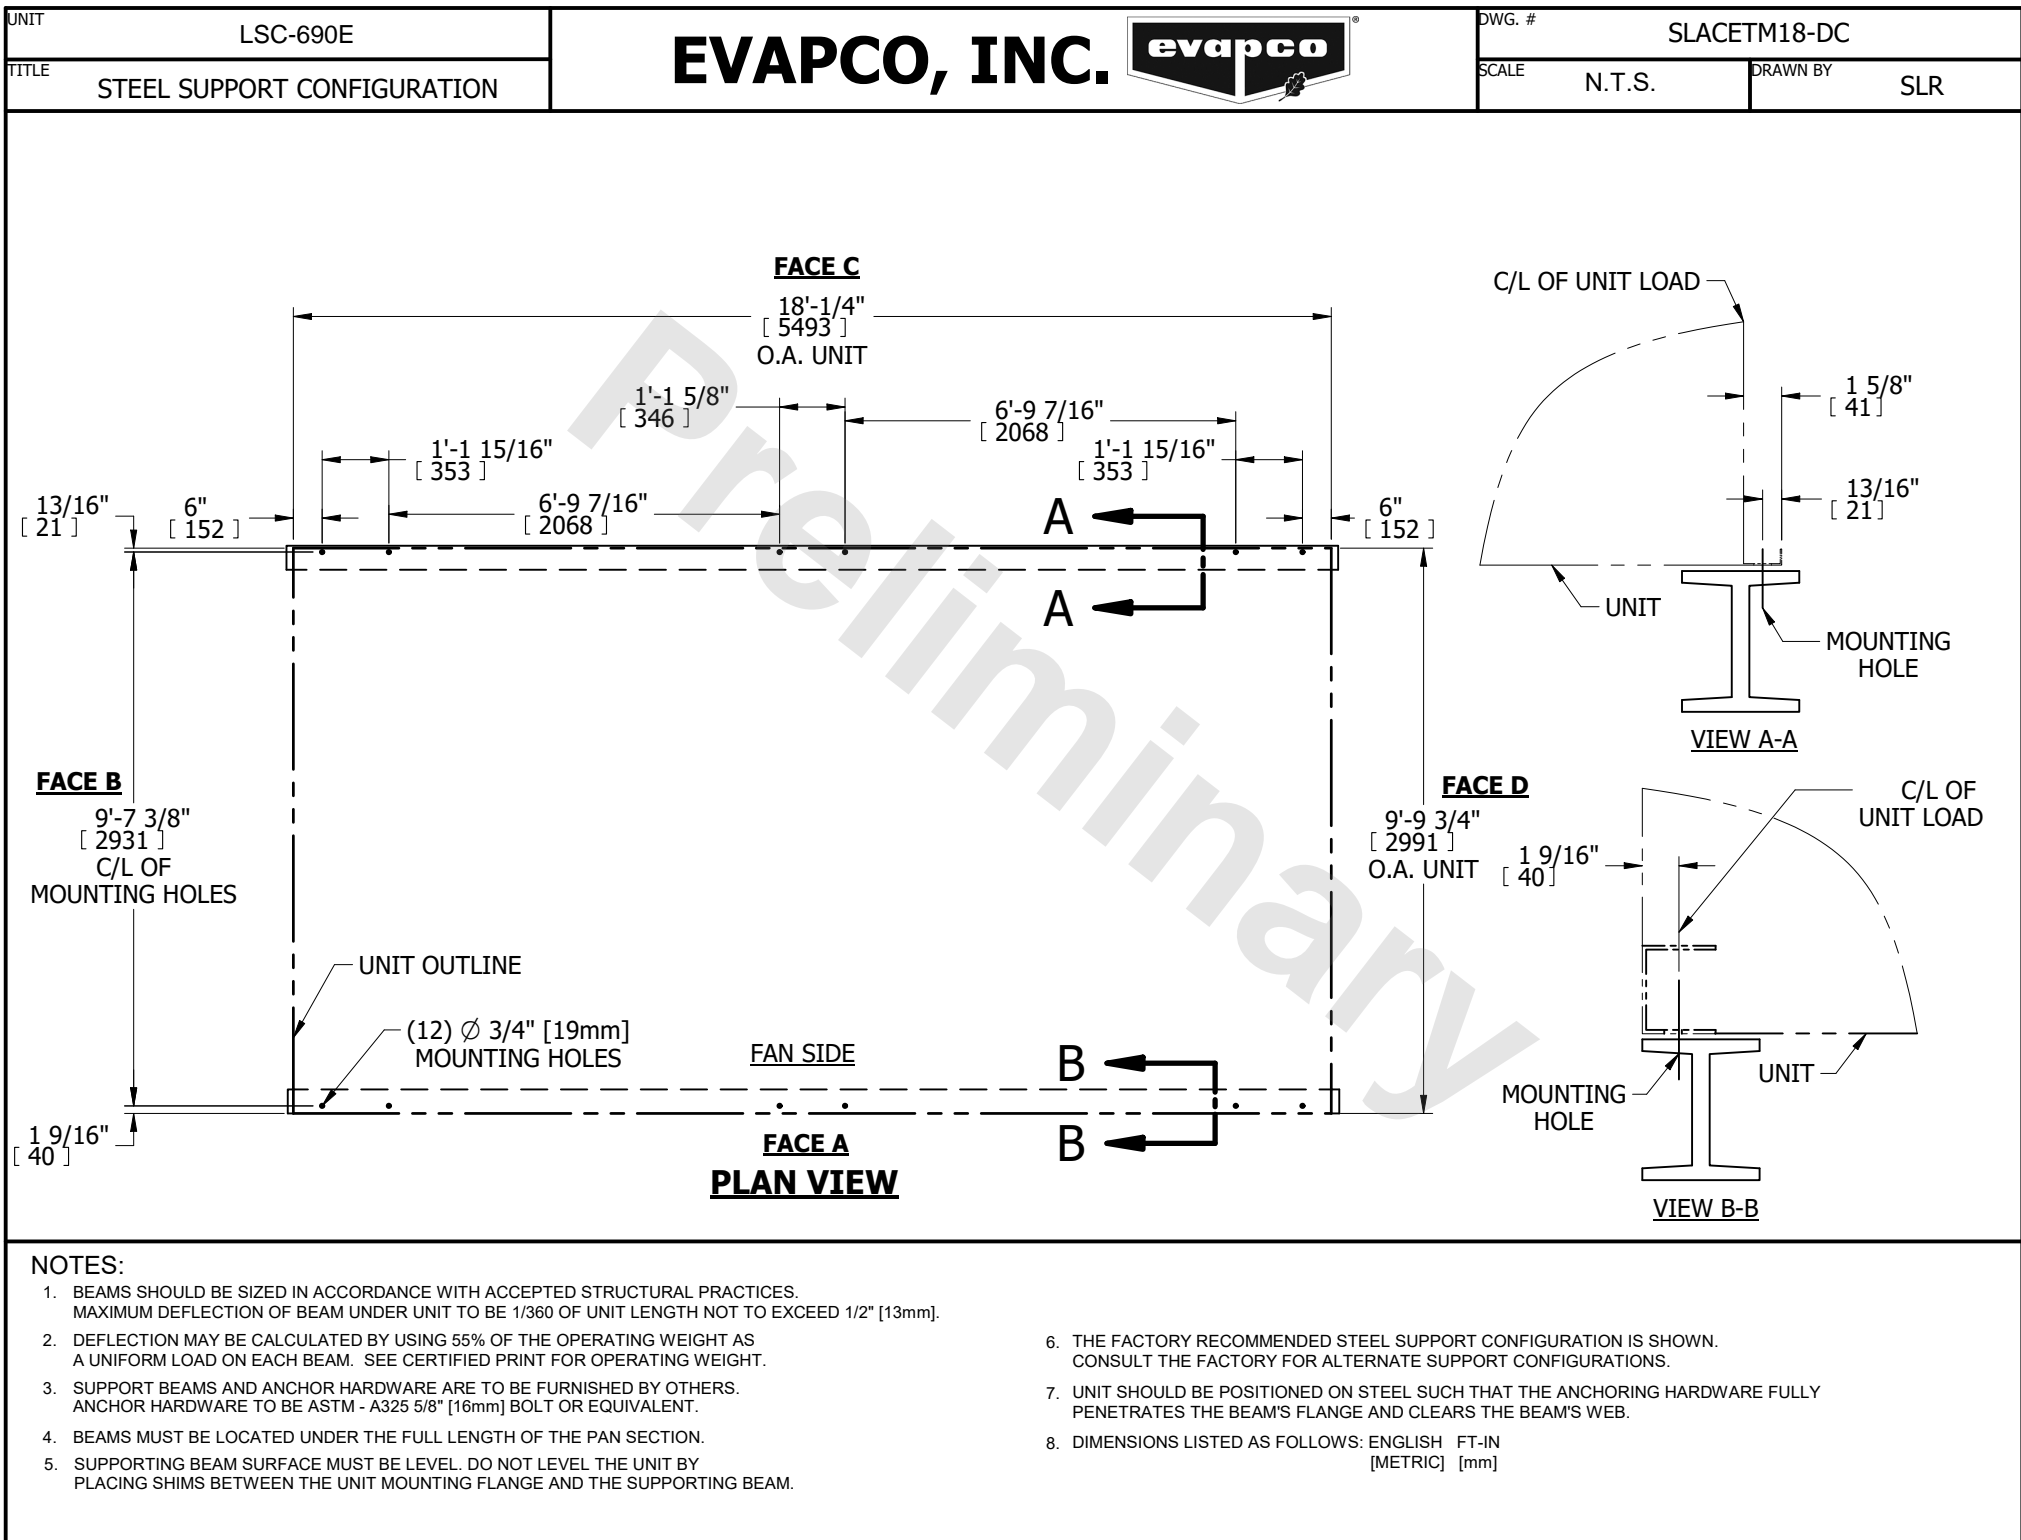 UNIT
LSC-690E
TITLE
STEEL SUPPORT CONFIGURATION
EVAPCO, INC.
evapco
®
DWG. #
SLACETM18-DC
SCALE
N.T.S.
DRAWN BY
SLR
FACE C
18'-1/4"
[ 5493 ]
O.A. UNIT
1'-1 5/8"
[ 346 ]
6'-9 7/16"
[ 2068 ]
1'-1 15/16"
[ 353 ]
1'-1 15/16"
[ 353 ]
13/16"
[ 21 ]
6"
[ 152 ]
6'-9 7/16"
[ 2068 ]
6"
[ 152 ]
A
A
FACE B
9'-7 3/8"
[ 2931 ]
C/L OF
MOUNTING HOLES
FACE D
9'-9 3/4"
[ 2991 ]
O.A. UNIT
UNIT OUTLINE
(12) Ø 3/4" [19mm]
MOUNTING HOLES
FAN SIDE
B
B
1 9/16"
[ 40 ]
FACE A
PLAN VIEW
C/L OF UNIT LOAD
1 5/8"
[ 41 ]
13/16"
[ 21 ]
UNIT
MOUNTING
HOLE
VIEW A-A
C/L OF
UNIT LOAD
1 9/16"
[ 40 ]
UNIT
MOUNTING
HOLE
VIEW B-B
Preliminary
NOTES:
1. BEAMS SHOULD BE SIZED IN ACCORDANCE WITH ACCEPTED STRUCTURAL PRACTICES.
MAXIMUM DEFLECTION OF BEAM UNDER UNIT TO BE 1/360 OF UNIT LENGTH NOT TO EXCEED 1/2" [13mm].
2. DEFLECTION MAY BE CALCULATED BY USING 55% OF THE OPERATING WEIGHT AS
A UNIFORM LOAD ON EACH BEAM. SEE CERTIFIED PRINT FOR OPERATING WEIGHT.
3. SUPPORT BEAMS AND ANCHOR HARDWARE ARE TO BE FURNISHED BY OTHERS.
ANCHOR HARDWARE TO BE ASTM - A325 5/8" [16mm] BOLT OR EQUIVALENT.
4. BEAMS MUST BE LOCATED UNDER THE FULL LENGTH OF THE PAN SECTION.
5. SUPPORTING BEAM SURFACE MUST BE LEVEL. DO NOT LEVEL THE UNIT BY
PLACING SHIMS BETWEEN THE UNIT MOUNTING FLANGE AND THE SUPPORTING BEAM.
6. THE FACTORY RECOMMENDED STEEL SUPPORT CONFIGURATION IS SHOWN.
CONSULT THE FACTORY FOR ALTERNATE SUPPORT CONFIGURATIONS.
7. UNIT SHOULD BE POSITIONED ON STEEL SUCH THAT THE ANCHORING HARDWARE FULLY
PENETRATES THE BEAM'S FLANGE AND CLEARS THE BEAM'S WEB.
8. DIMENSIONS LISTED AS FOLLOWS: ENGLISH FT-IN
[METRIC] [mm]